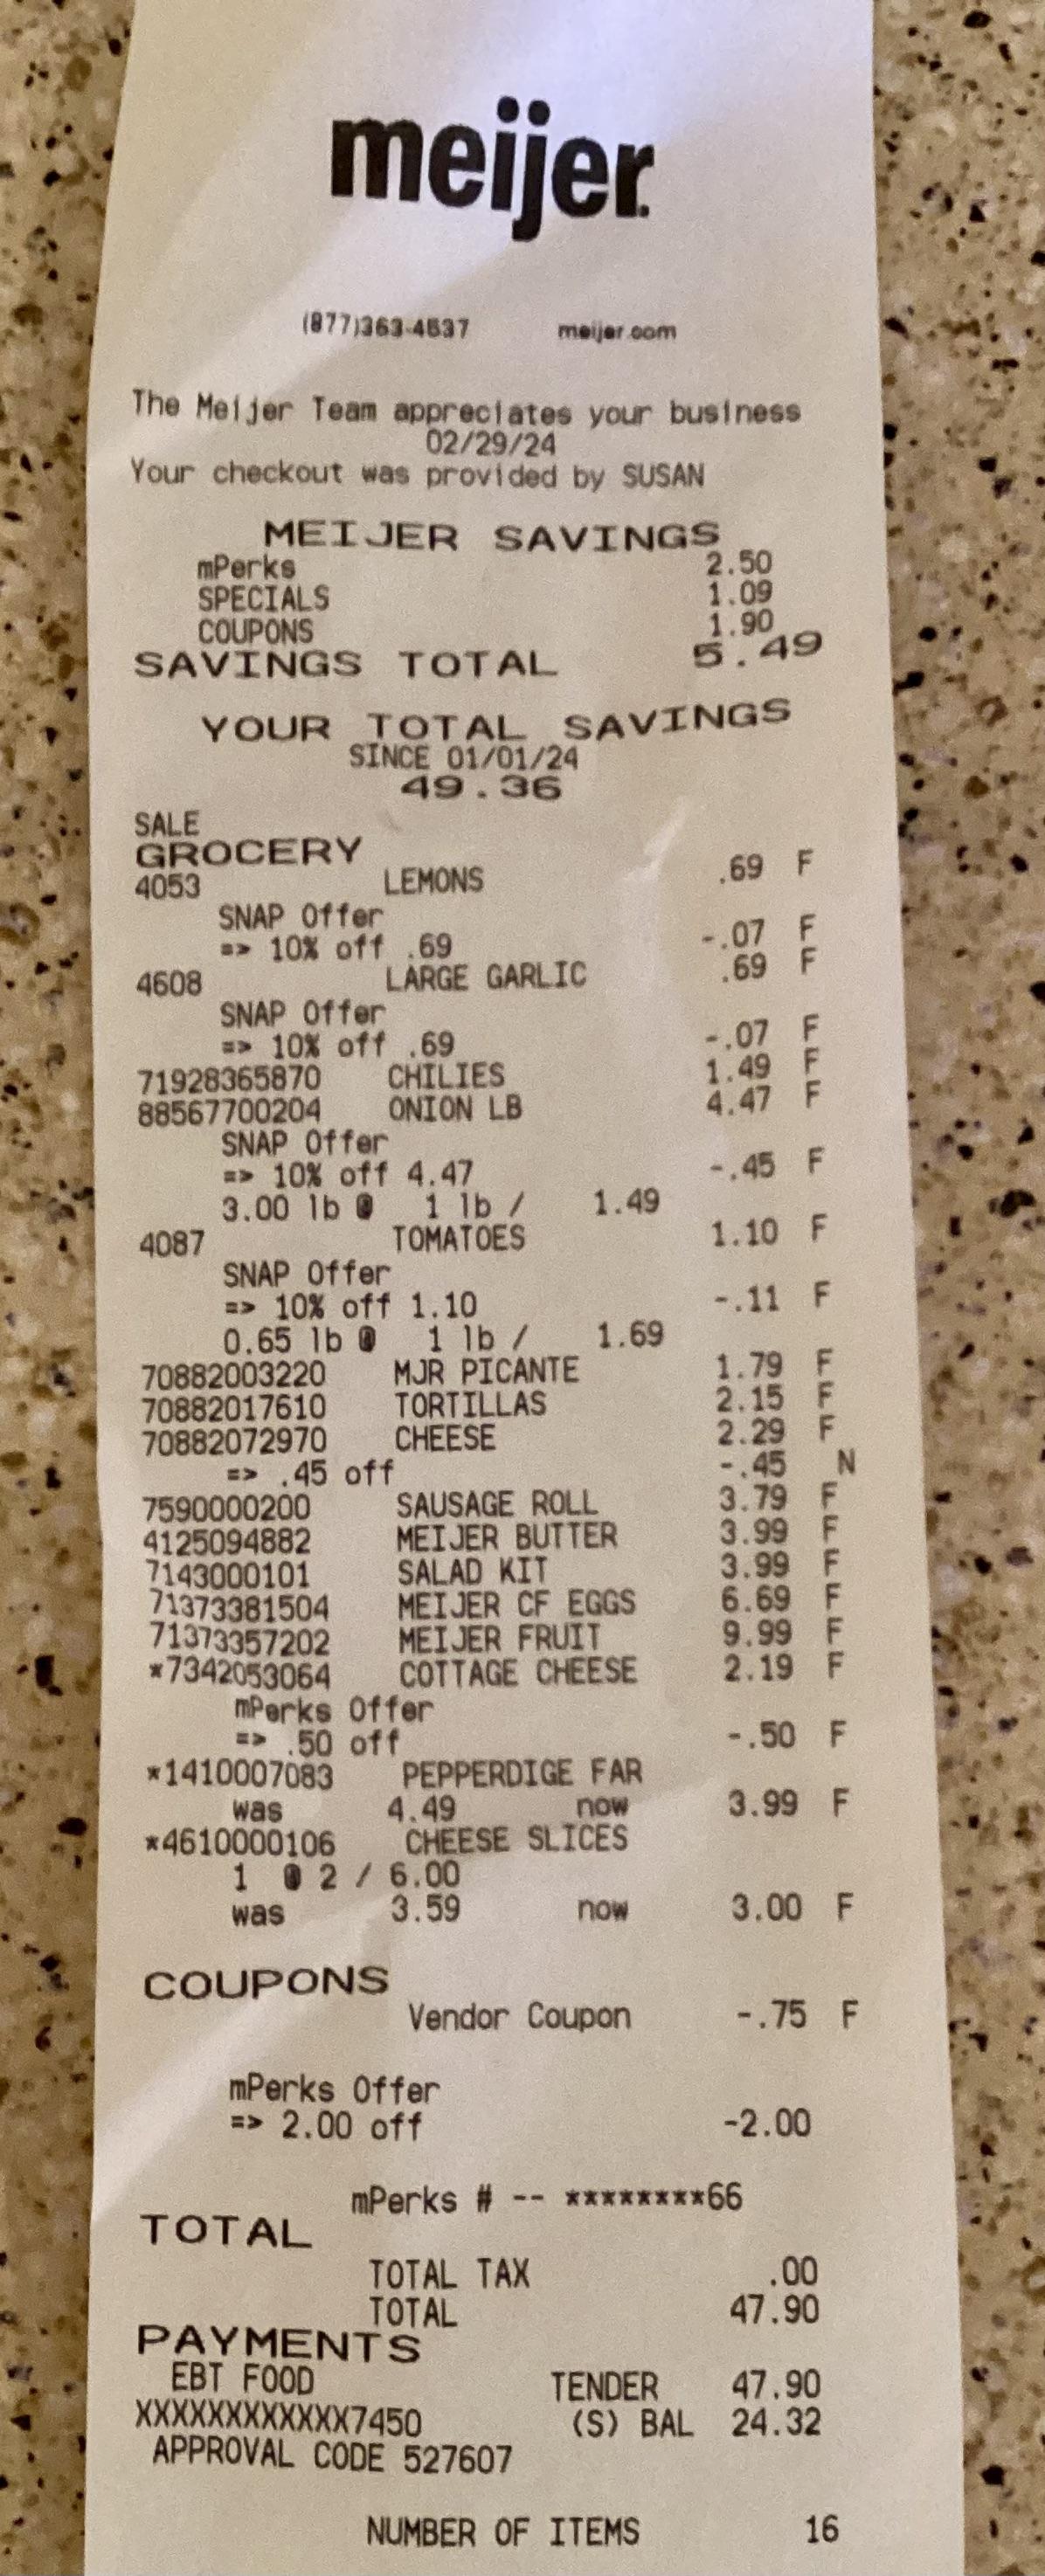 meijer
(877)363-4537 meijer.com
The Meijer Team appreciates your business
02/29/24
Your checkout was provided by SUSAN
MEIJER SAVINGS
mPerks 2.50
SPECIALS 1.09
COUPONS 1.90
SAVINGS TOTAL 5.49
YOUR TOTAL SAVINGS
SINCE 01/01/24
49.36
SALE
GROCERY
4053 LEMONS .69 F
SNAP Offer
=> 10% off .69 -.07 F
4608 LARGE GARLIC .69 F
SNAP Offer
=> 10% off .69 -.07 F
71928365870 CHILIES 1.49 F
88567700204 ONION LB 4.47 F
SNAP Offer
=> 10% off 4.47 -.45 F
3.00 lb @ 1 lb / 1.49
4087 TOMATOES 1.10 F
SNAP Offer
=> 10% off 1.10 -.11 F
0.65 lb @ 1 lb / 1.69
70882003220 MJR PICANTE 1.79 F
70882017610 TORTILLAS 2.15 F
70882072970 CHEESE 2.29 F
=> .45 off -.45 N
7590000200 SAUSAGE ROLL 3.79 F
4125094882 MEIJER BUTTER 3.99 F
7143000101 SALAD KIT 3.99 F
71373381504 MEIJER CF EGGS 6.69 F
71373357202 MEIJER FRUIT 9.99 F
*7342053064 COTTAGE CHEESE 2.19 F
mPerks Offer
=> .50 off -.50 F
*1410007083 PEPPERDIGE FAR
was 4.49 now 3.99 F
*4610000106 CHEESE SLICES
1 @ 2 / 6.00
was 3.59 now 3.00 F
COUPONS
Vendor Coupon -.75 F
mPerks Offer
=> 2.00 off -2.00
mPerks # -- ********66
TOTAL
TOTAL TAX .00
TOTAL 47.90
PAYMENTS
EBT FOOD TENDER 47.90
XXXXXXXXXXXX7450 (S) BAL 24.32
APPROVAL CODE 527607
NUMBER OF ITEMS 16